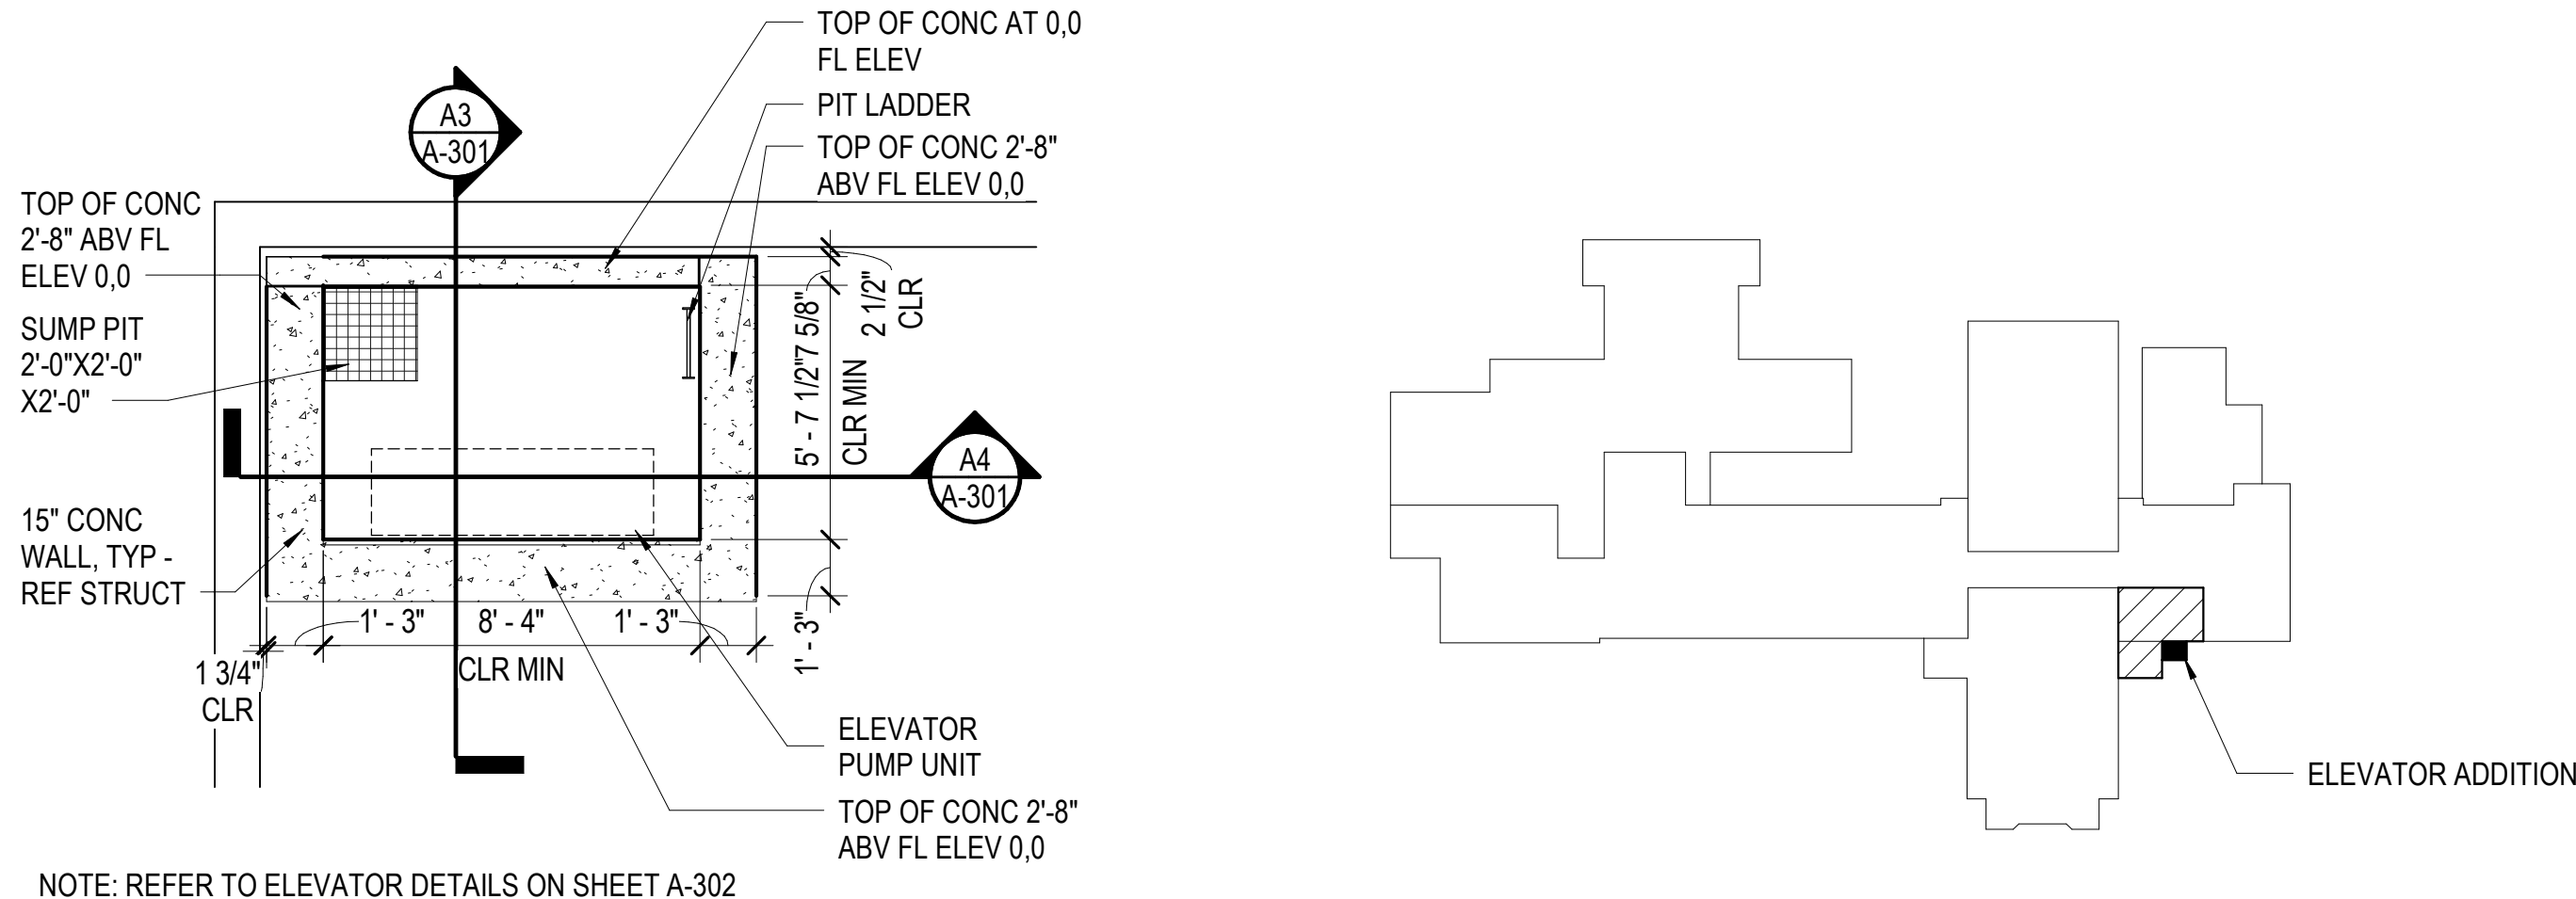 TOP OF CONC AT 0,0
FL ELEV
PIT LADDER
TOP OF CONC 2'-8"
ABV FL ELEV 0,0
A3
A-301
TOP OF CONC
2'-8" ABV FL
ELEV 0,0
SUMP PIT
2'-0"X2'-0"
X2'-0"
15" CONC
WALL, TYP -
REF STRUCT
7 5/8"
2 1/2"
CLR
5' - 7 1/2"
CLR MIN
A4
A-301
1' - 3"
8' - 4"
1' - 3"
CLR MIN
1' - 3"
1 3/4"
CLR
ELEVATOR
PUMP UNIT
TOP OF CONC 2'-8"
ABV FL ELEV 0,0
NOTE: REFER TO ELEVATOR DETAILS ON SHEET A-302
ELEVATOR ADDITION